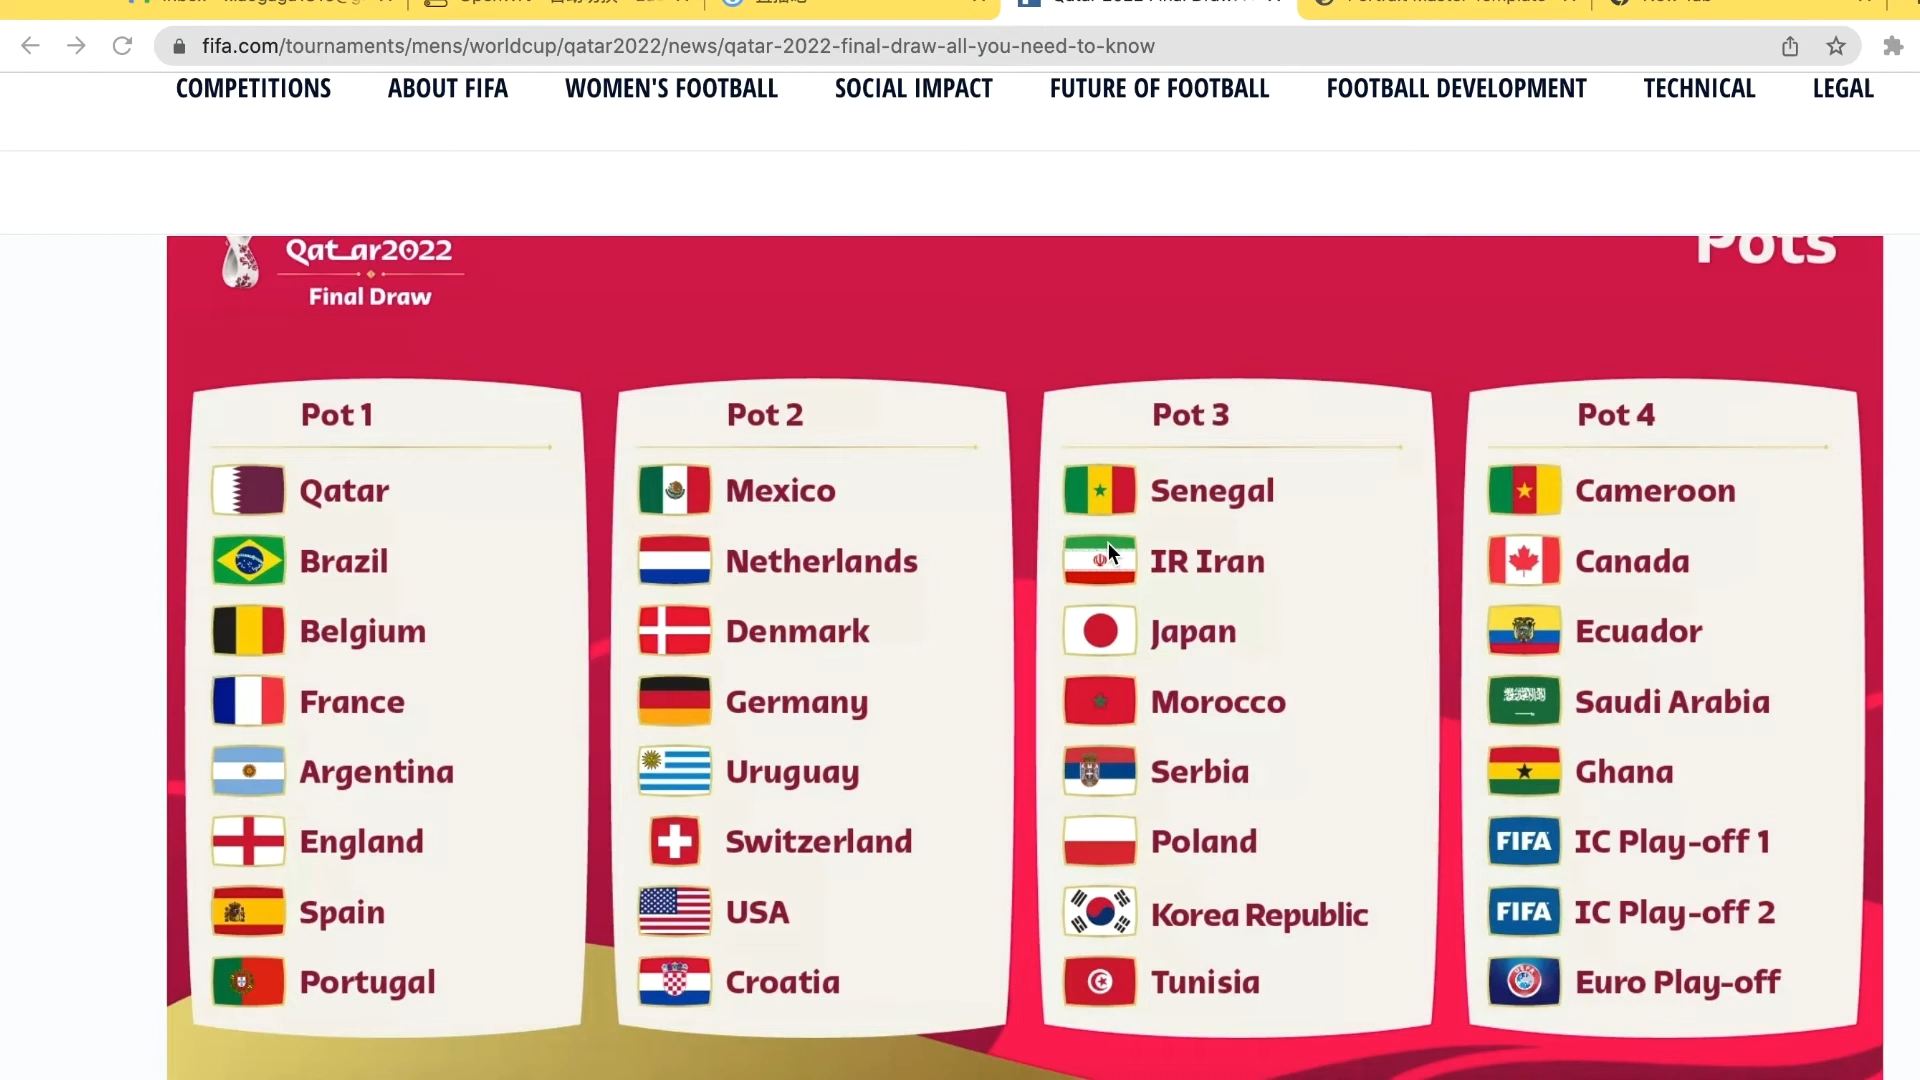 fifa.com/tournaments/mens/worldcup/qatar2022/news/qatar-2022-final-draw-all-you-need-to-know
COMPETITIONS ABOUT FIFA WOMEN'S FOOTBALL SOCIAL IMPACT FUTURE OF FOOTBALL FOOTBALL DEVELOPMENT TECHNICAL LEGAL
Qatar2022
Final Draw
Pots
Pot 1
Qatar
Brazil
Belgium
France
Argentina
England
Spain
Portugal
Pot 2
Mexico
Netherlands
Denmark
Germany
Uruguay
Switzerland
USA
Croatia
Pot 3
Senegal
IR Iran
Japan
Morocco
Serbia
Poland
Korea Republic
Tunisia
Pot 4
Cameroon
Canada
Ecuador
Saudi Arabia
Ghana
FIFA IC Play-off 1
FIFA IC Play-off 2
Euro Play-off